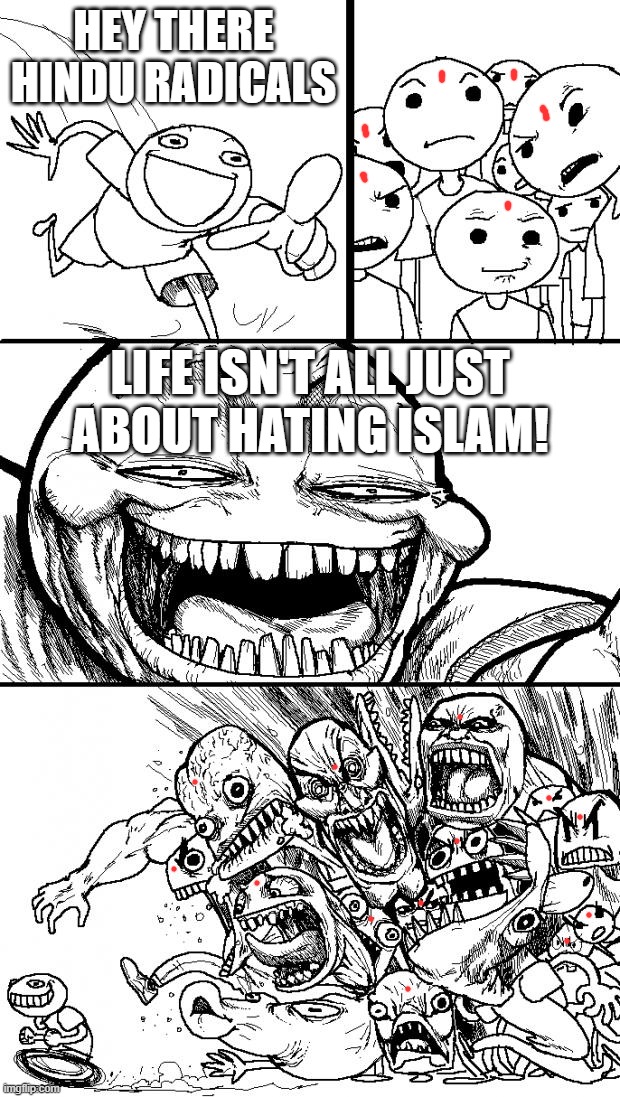 HEY THERE
HINDU RADICALS
LIFE ISN'T ALL JUST
ABOUT HATING ISLAM!
imgflip.com